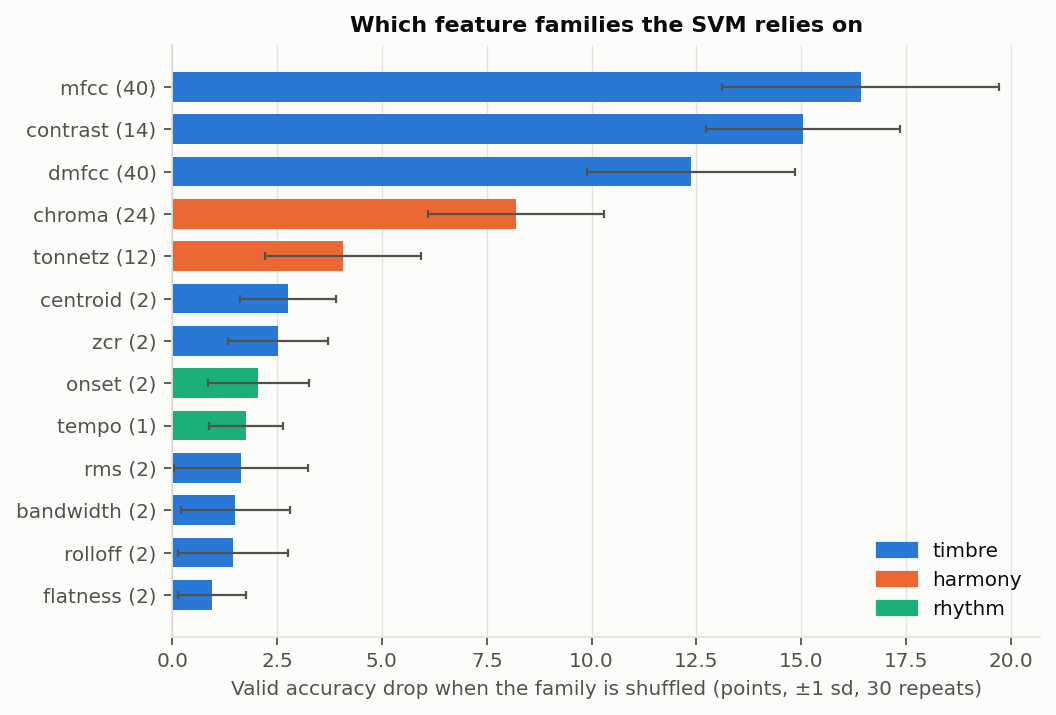 Which feature families the SVM relies on
mfcc (40)
contrast (14)
dmfcc (40)
chroma (24)
tonnetz (12)
centroid (2)
zcr (2)
onset (2)
tempo (1)
rms (2)
bandwidth (2)
rolloff (2)
flatness (2)
timbre
harmony
rhythm
0.0 2.5 5.0 7.5 10.0 12.5 15.0 17.5 20.0
Valid accuracy drop when the family is shuffled (points, ±1 sd, 30 repeats)